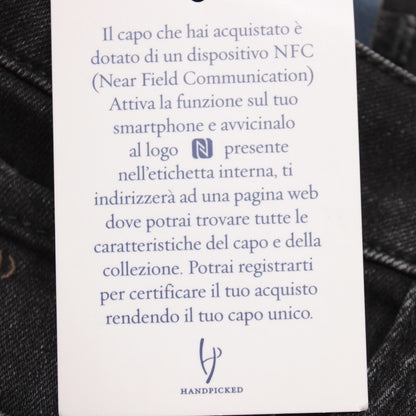 Il capo che hai acquistato è
dotato di un dispositivo NFC
(Near Field Communication)
Attiva la funzione sul tuo
smartphone e avvicinalo
al logo N presente
nell'etichetta interna, ti
indirizzerà ad una pagina web
dove potrai trovare tutte le
caratteristiche del capo e della
collezione. Potrai registrarti
per certificare il tuo acquisto
rendendo il tuo capo unico.
HANDPICKED